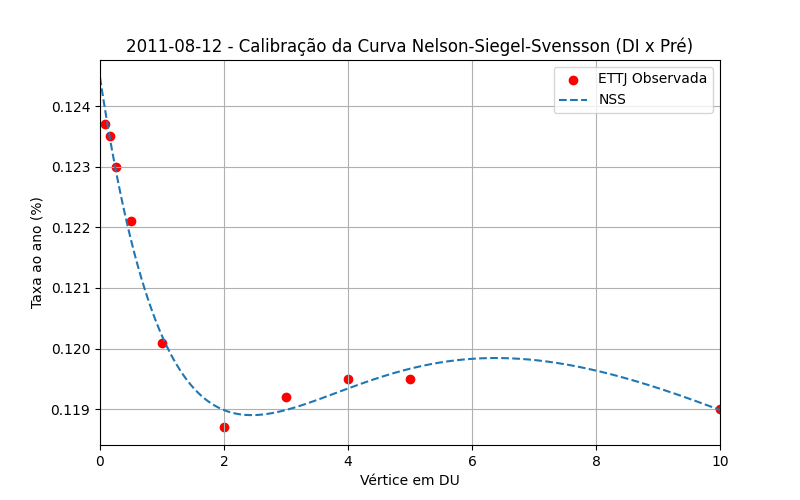 2011-08-12 - Calibração da Curva Nelson-Siegel-Svensson (DI x Pré)
ETTJ Observada
NSS
0.124
0.123
0.122
0.121
0.120
0.119
Taxa ao ano (%)
0 2 4 6 8 10
Vértice em DU